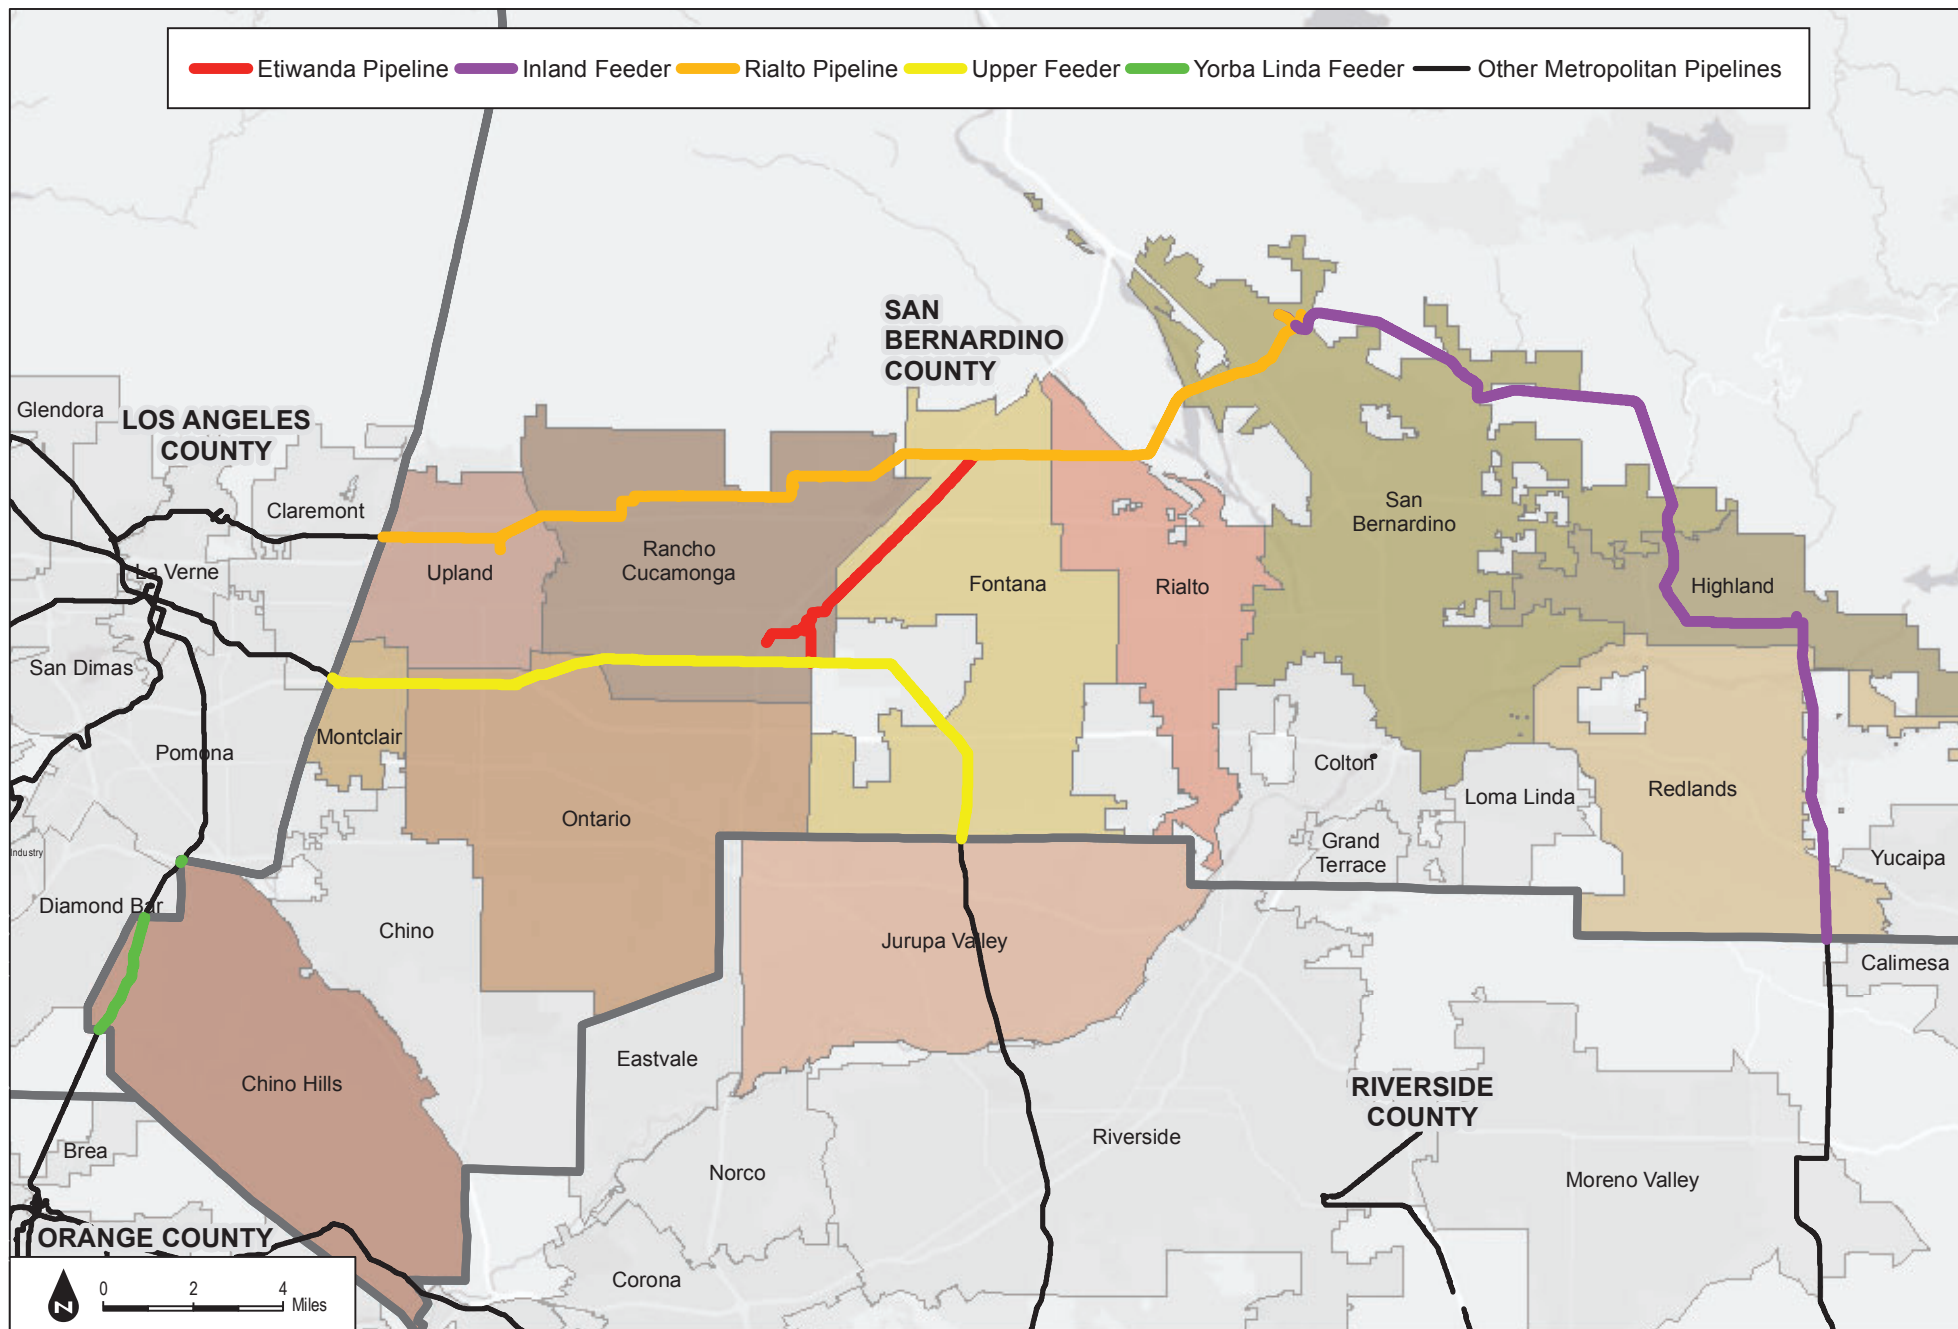 Etiwanda Pipeline Inland Feeder Rialto Pipeline Upper Feeder Yorba Linda Feeder Other Metropolitan Pipelines
SAN
BERNARDINO
COUNTY
Glendora
LOS ANGELES
COUNTY
Claremont
San
Bernardino
La Verne
Upland
Rancho
Cucamonga
Fontana
Rialto
Highland
San Dimas
Montclair
Pomona
Colton
Loma Linda
Redlands
Ontario
Grand
Terrace
Industry
Yucaipa
Diamond Bar
Chino
Jurupa Valley
Calimesa
Eastvale
Chino Hills
RIVERSIDE
COUNTY
Brea
Riverside
Norco
Moreno Valley
ORANGE COUNTY
Corona
N
0 2 4
Miles